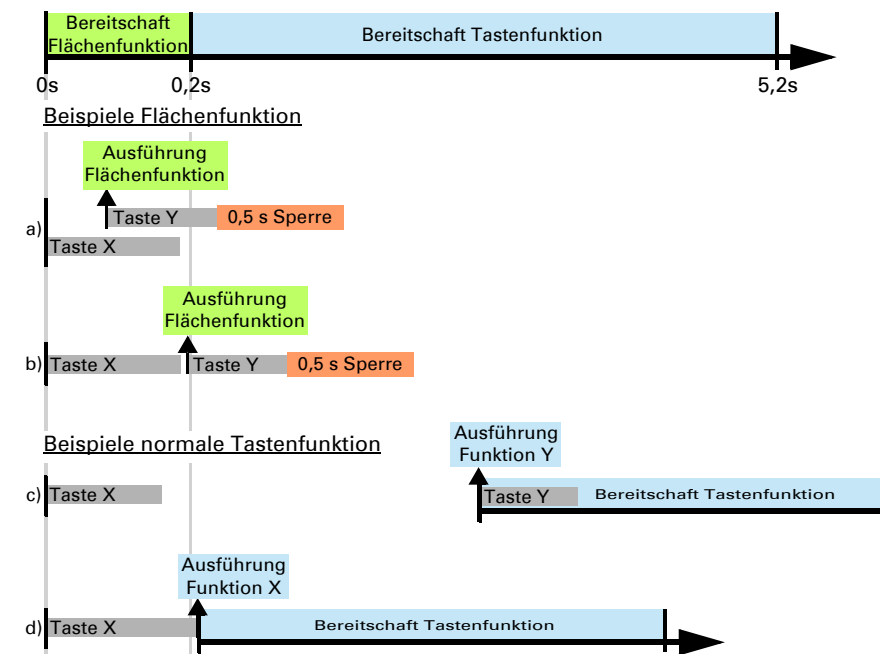 Bereitschaft
Flächenfunktion
Bereitschaft Tastenfunktion
0s
0,2s
5,2s
Beispiele Flächenfunktion
Ausführung
Flächenfunktion
a)
Taste Y
0,5 s Sperre
Taste X
Ausführung
Flächenfunktion
b)
Taste X
Taste Y
0,5 s Sperre
Beispiele normale Tastenfunktion
Ausführung
Funktion Y
c)
Taste X
Taste Y
Bereitschaft Tastenfunktion
Ausführung
Funktion X
d)
Taste X
Bereitschaft Tastenfunktion